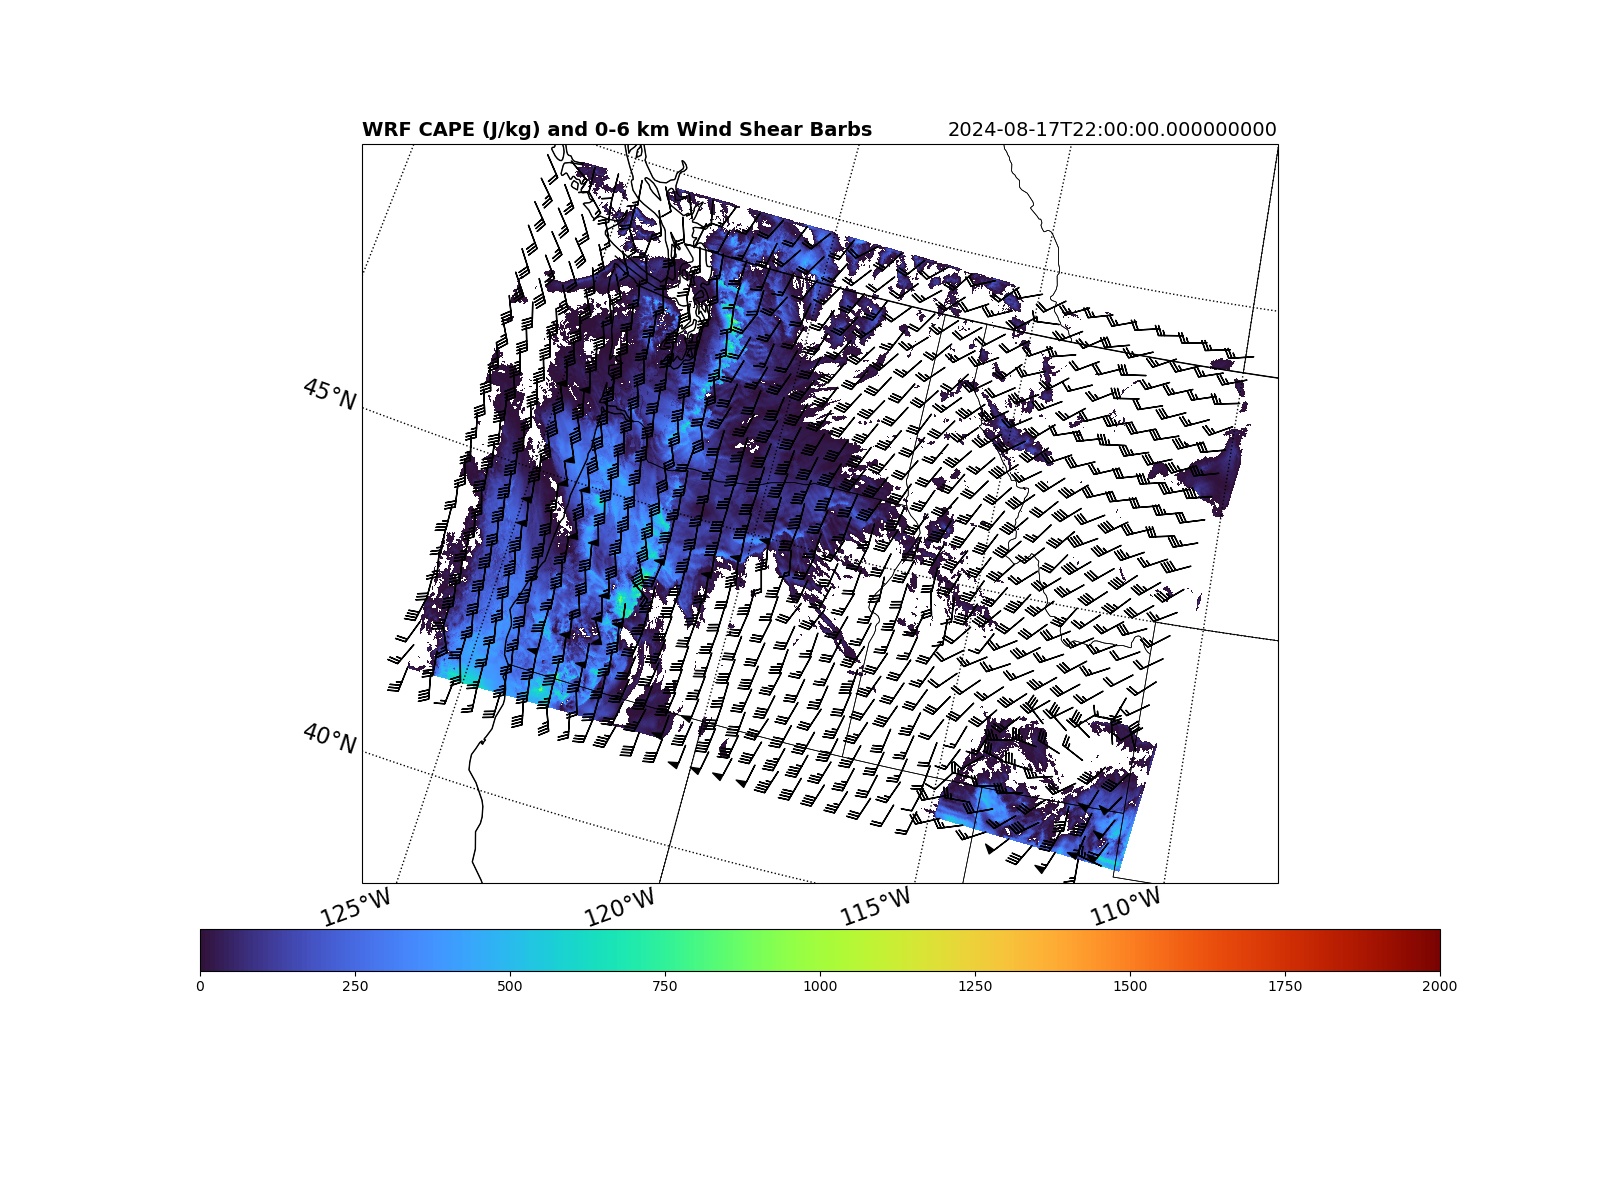 WRF CAPE (J/kg) and 0-6 km Wind Shear Barbs 2024-08-17T22:00:00.000000000
45°N
40°N
125°W 120°W 115°W 110°W
0 250 500 750 1000 1250 1500 1750 2000